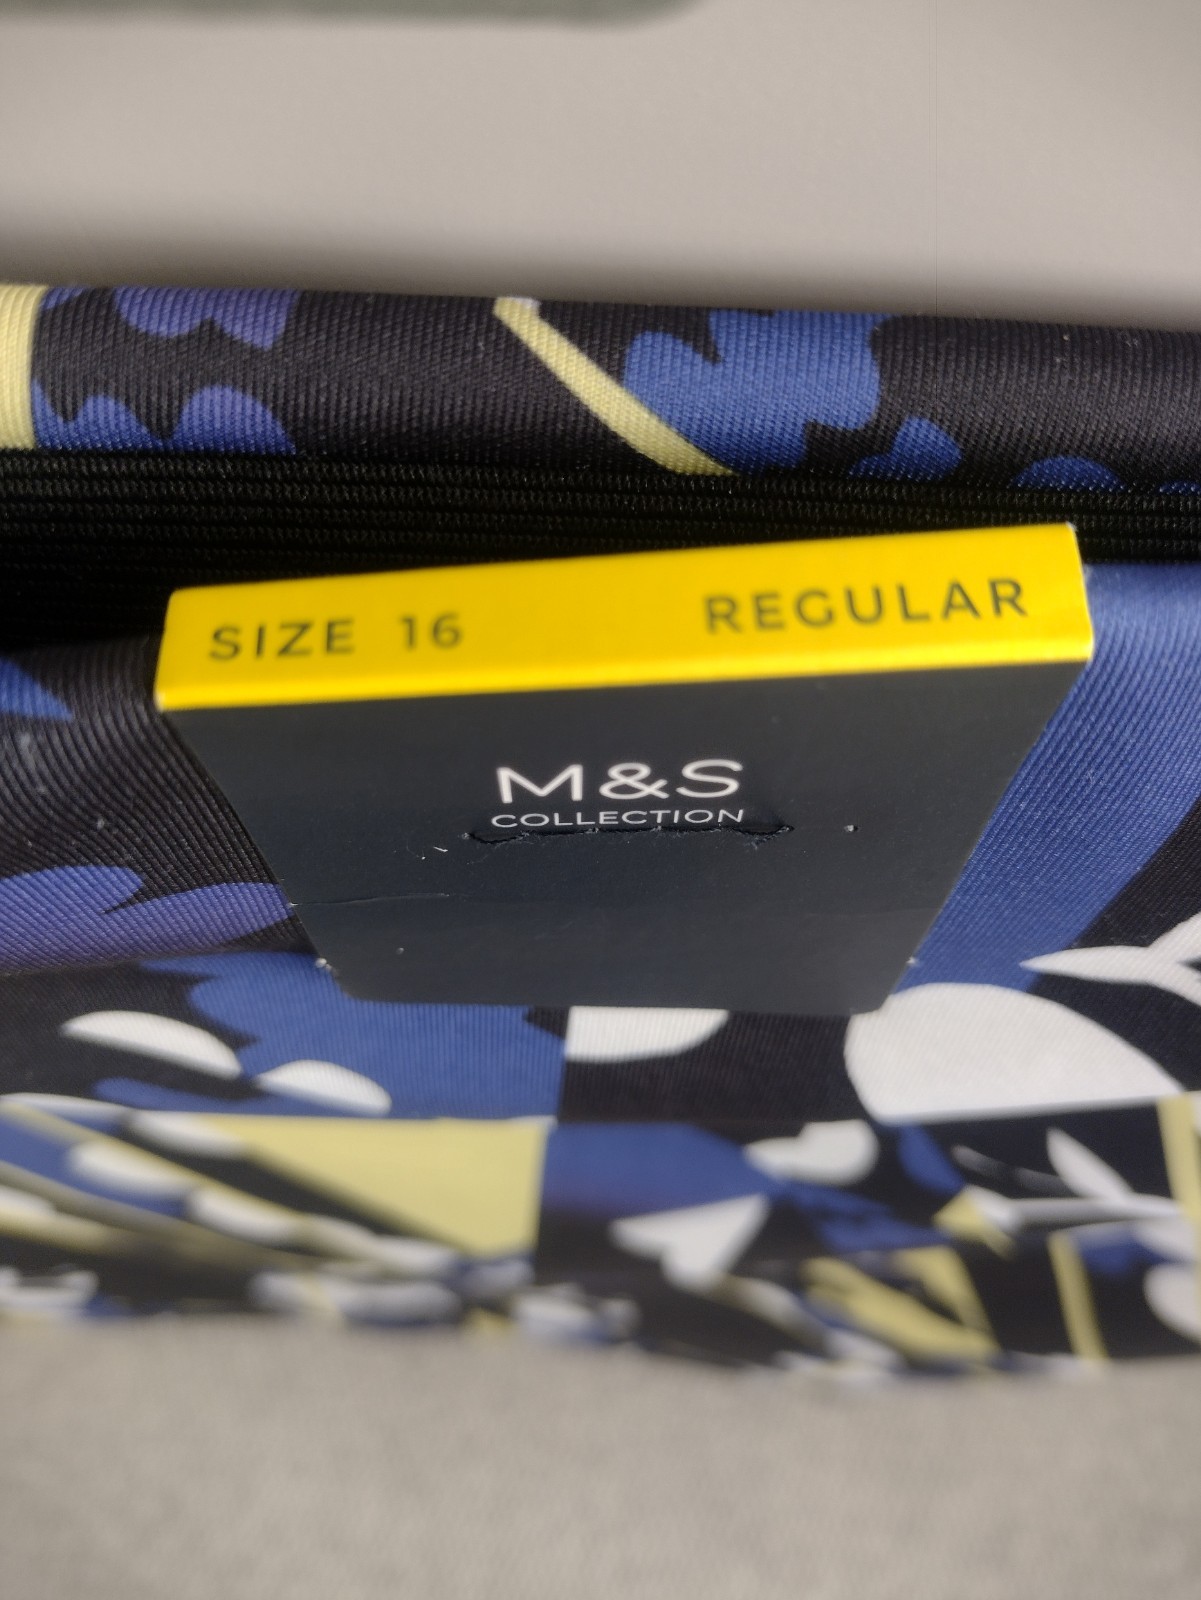 SIZE 16 REGULAR
M&S
COLLECTION